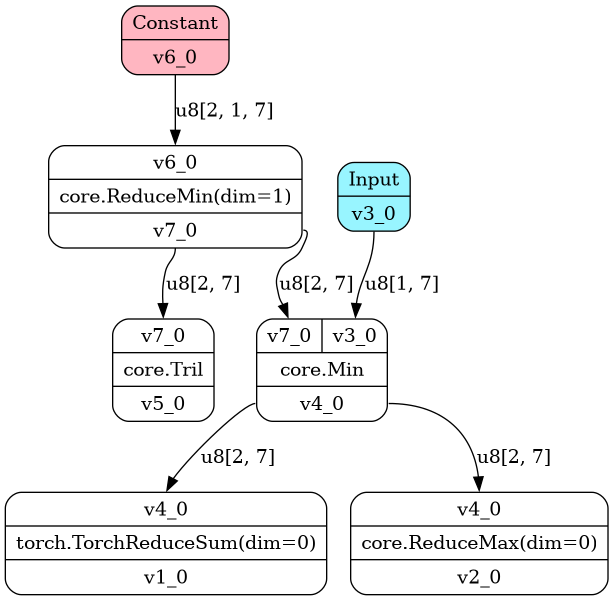 Constant
v6_0
u8[2, 1, 7]
v6_0
core.ReduceMin(dim=1)
v7_0
Input
v3_0
u8[2, 7]
u8[2, 7]
u8[1, 7]
v7_0
core.Tril
v5_0
v7_0 v3_0
core.Min
v4_0
u8[2, 7]
u8[2, 7]
v4_0
torch.TorchReduceSum(dim=0)
v1_0
v4_0
core.ReduceMax(dim=0)
v2_0